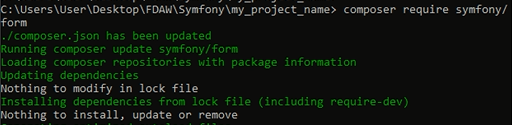 C:\Users\User\Desktop\FDAW\Symfony\my_project_name> composer require symfony/
form
./composer.json has been updated
Running composer update symfony/form
Loading composer repositories with package information
Updating dependencies
Nothing to modify in lock file
Installing dependencies from lock file (including require-dev)
Nothing to install, update or remove